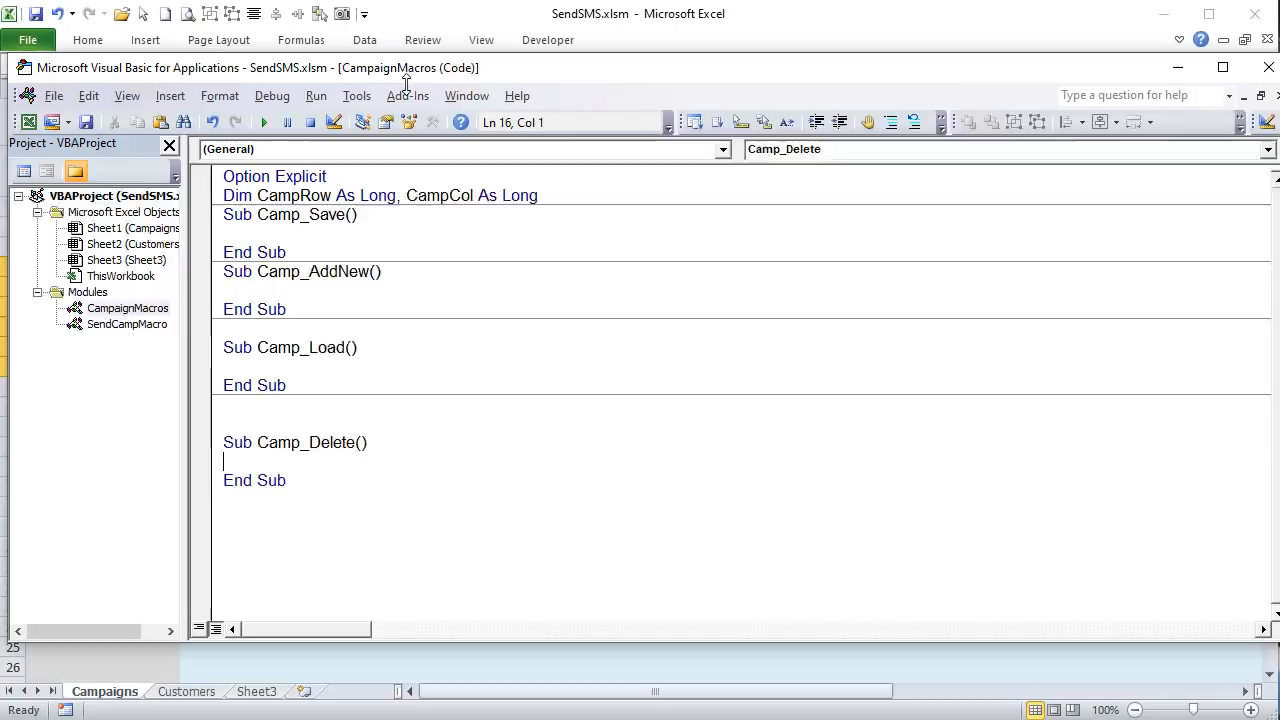 SendSMS.xlsm - Microsoft Excel
File Home Insert Page Layout Formulas Data Review View Developer
Microsoft Visual Basic for Applications - SendSMS.xlsm - [CampaignMacros (Code)]
File Edit View Insert Format Debug Run Tools Add-Ins Window Help
Type a question for help
Ln 16, Col 1
Project - VBAProject
(General)
Camp_Delete
VBAProject (SendSMS.x
Microsoft Excel Objects
Sheet1 (Campaigns
Sheet2 (Customers
Sheet3 (Sheet3)
ThisWorkbook
Modules
CampaignMacros
SendCampMacro
Option Explicit
Dim CampRow As Long, CampCol As Long
Sub Camp_Save()
End Sub
Sub Camp_AddNew()
End Sub
Sub Camp_Load()
End Sub
Sub Camp_Delete()
End Sub
25
26
Campaigns Customers Sheet3
Ready
100%